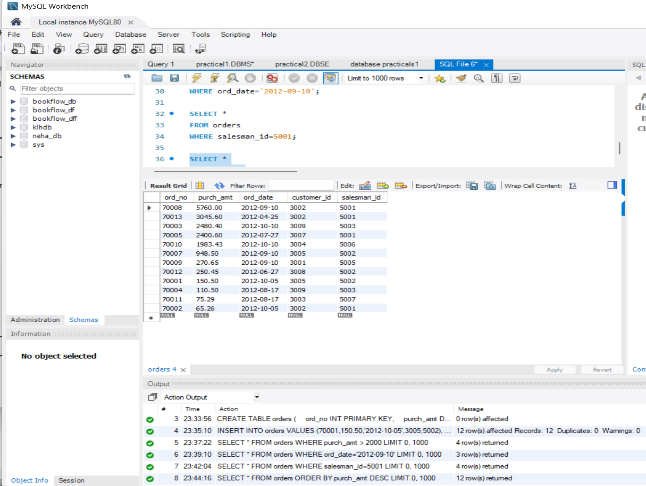 MySQL Workbench
Local instance MySQL80 ×
File Edit View Query Database Server Tools Scripting Help
Navigator
SCHEMAS
Filter objects
bookflow_db
bookflow_df
bookflow_dff
klhdb
neha_db
sys
Administration Schemas
Information
No object selected
Object Info Session
Query 1 practical1.DBMS* practical2.DBSE database practicals1 SQL File 6* ×
Limit to 1000 rows
30 WHERE ord_date='2012-09-10';
31
32 SELECT *
33 FROM orders
34 WHERE salesman_id=5001;
35
36 SELECT *
Result Grid Filter Rows: Edit: Export/Import: Wrap Cell Content:
ord_no purch_amt ord_date customer_id salesman_id
70008 5760.00 2012-09-10 3002 5001
70013 3045.60 2012-04-25 3002 5001
70003 2480.40 2012-10-10 3009 5003
70005 2400.60 2012-07-27 3007 5001
70010 1983.43 2012-10-10 3004 5006
70007 948.50 2012-09-10 3005 5002
70009 270.65 2012-09-10 3001 5005
70012 250.45 2012-06-27 3008 5002
70001 150.50 2012-10-05 3005 5002
70004 110.50 2012-08-17 3009 5003
70011 75.29 2012-08-17 3003 5007
70002 65.26 2012-10-05 3002 5001
NULL NULL NULL NULL NULL
orders 4 × Apply Revert
Output
Action Output
# Time Action Message
3 23:33:56 CREATE TABLE orders ( ord_no INT PRIMARY KEY, purch_amt D... 0 row(s) affected
4 23:35:10 INSERT INTO orders VALUES (70001,150.50,'2012-10-05',3005,5002), ... 12 row(s) affected Records: 12 Duplicates: 0 Warnings: 0
5 23:37:22 SELECT * FROM orders WHERE purch_amt > 2000 LIMIT 0, 1000 4 row(s) returned
6 23:39:10 SELECT * FROM orders WHERE ord_date='2012-09-10' LIMIT 0, 1000 3 row(s) returned
7 23:42:04 SELECT * FROM orders WHERE salesman_id=5001 LIMIT 0, 1000 4 row(s) returned
8 23:44:16 SELECT * FROM orders ORDER BY purch_amt DESC LIMIT 0, 1000 12 row(s) returned
SQL